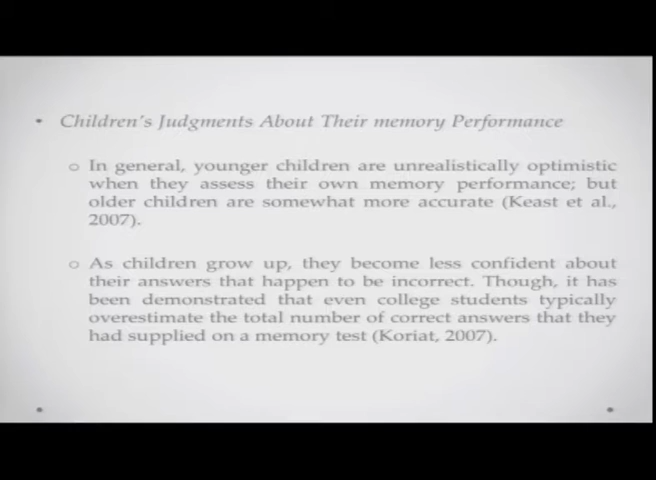 • Children's Judgments About Their memory Performance
o In general, younger children are unrealistically optimistic
when they assess their own memory performance; but
older children are somewhat more accurate (Keast et al.,
2007).
o As children grow up, they become less confident about
their answers that happen to be incorrect. Though, it has
been demonstrated that even college students typically
overestimate the total number of correct answers that they
had supplied on a memory test (Koriat, 2007).